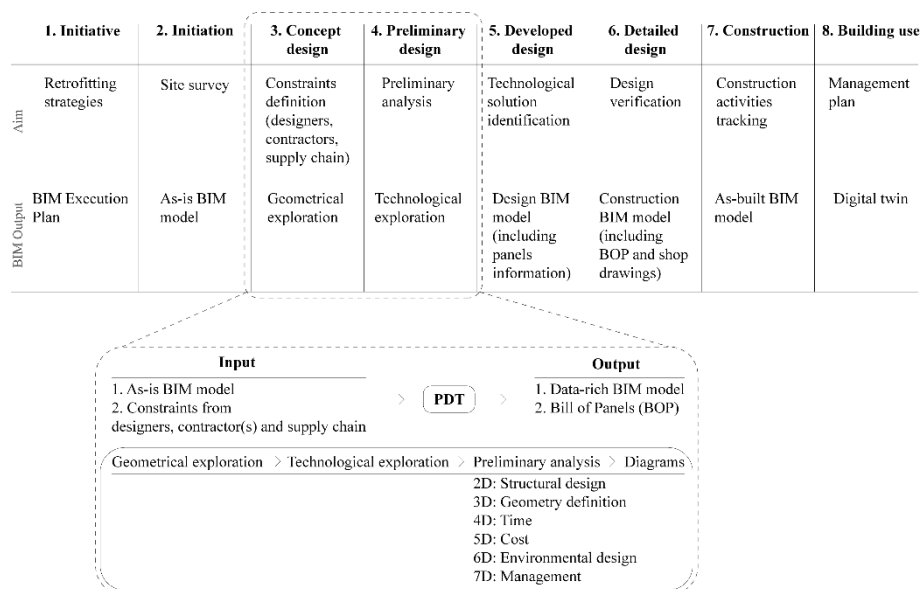 1. Initiative 2. Initiation 3. Concept design 4. Preliminary design 5. Developed design 6. Detailed design 7. Construction 8. Building use
Aim
Retrofitting
strategies
Site survey
Constraints
definition
(designers,
contractors,
supply chain)
Preliminary
analysis
Technological
solution
identification
Design
verification
Construction
activities
tracking
Management
plan
BIM Output
BIM Execution
Plan
As-is BIM
model
Geometrical
exploration
Technological
exploration
Design BIM
model
(including
panels
information)
Construction
BIM model
(including
BOP and shop
drawings)
As-built BIM
model
Digital twin
Input
1. As-is BIM model
2. Constraints from
designers, contractor(s) and supply chain
> PDT >
Output
1. Data-rich BIM model
2. Bill of Panels (BOP)
Geometrical exploration > Technological exploration > Preliminary analysis > Diagrams
2D: Structural design
3D: Geometry definition
4D: Time
5D: Cost
6D: Environmental design
7D: Management